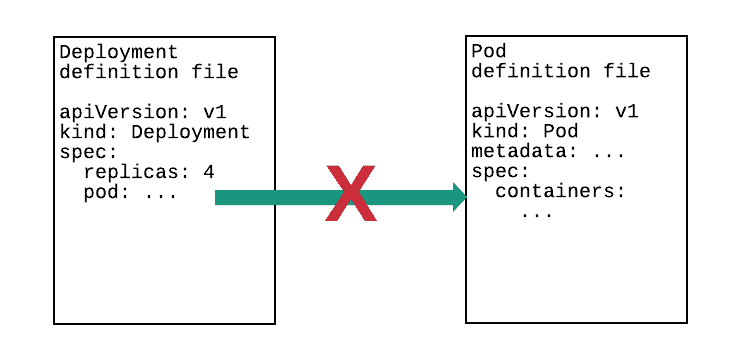 Deployment
definition file
apiVersion: v1
kind: Deployment
spec:
  replicas: 4
  pod: ...
X
Pod
definition file
apiVersion: v1
kind: Pod
metadata: ...
spec:
  containers:
    ...